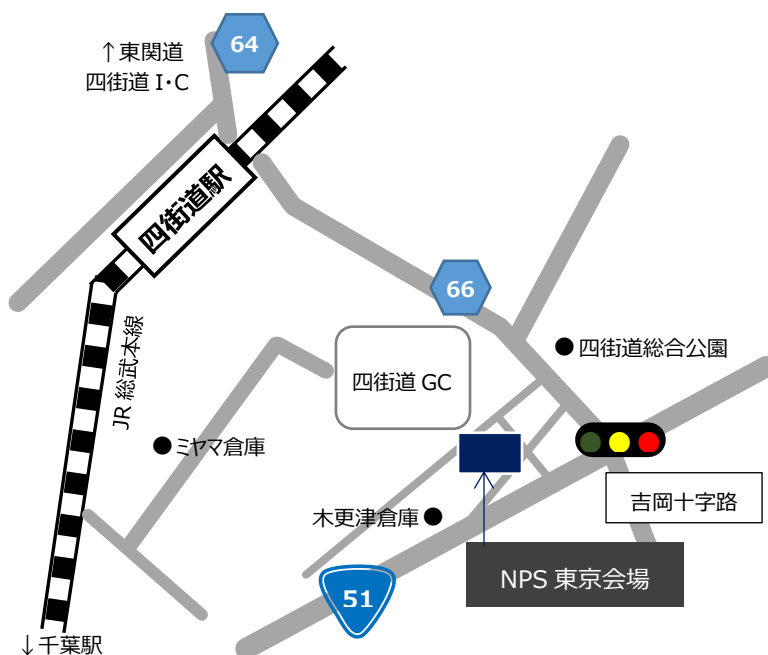 64
↑東関道
四街道 I・C
四街道駅
66
JR 総武本線
四街道総合公園
四街道 GC
ミヤマ倉庫
吉岡十字路
木更津倉庫
NPS 東京会場
51
↓千葉駅